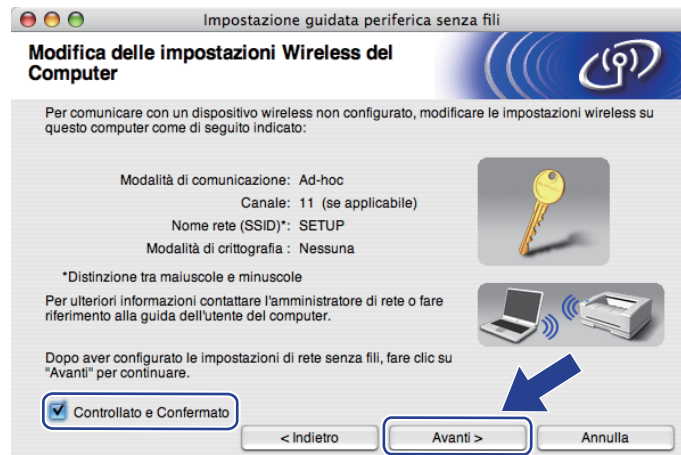 Impostazione guidata periferica senza fili
Modifica delle impostazioni Wireless del
Computer
Per comunicare con un dispositivo wireless non configurato, modificare le impostazioni wireless su
questo computer come di seguito indicato:
Modalità di comunicazione: Ad-hoc
Canale: 11 (se applicabile)
Nome rete (SSID)*: SETUP
Modalità di crittografia : Nessuna
*Distinzione tra maiuscole e minuscole
Per ulteriori informazioni contattare l'amministratore di rete o fare
riferimento alla guida dell'utente del computer.
Dopo aver configurato le impostazioni di rete senza fili, fare clic su
"Avanti" per continuare.
Controllato e Confermato
< Indietro Avanti > Annulla